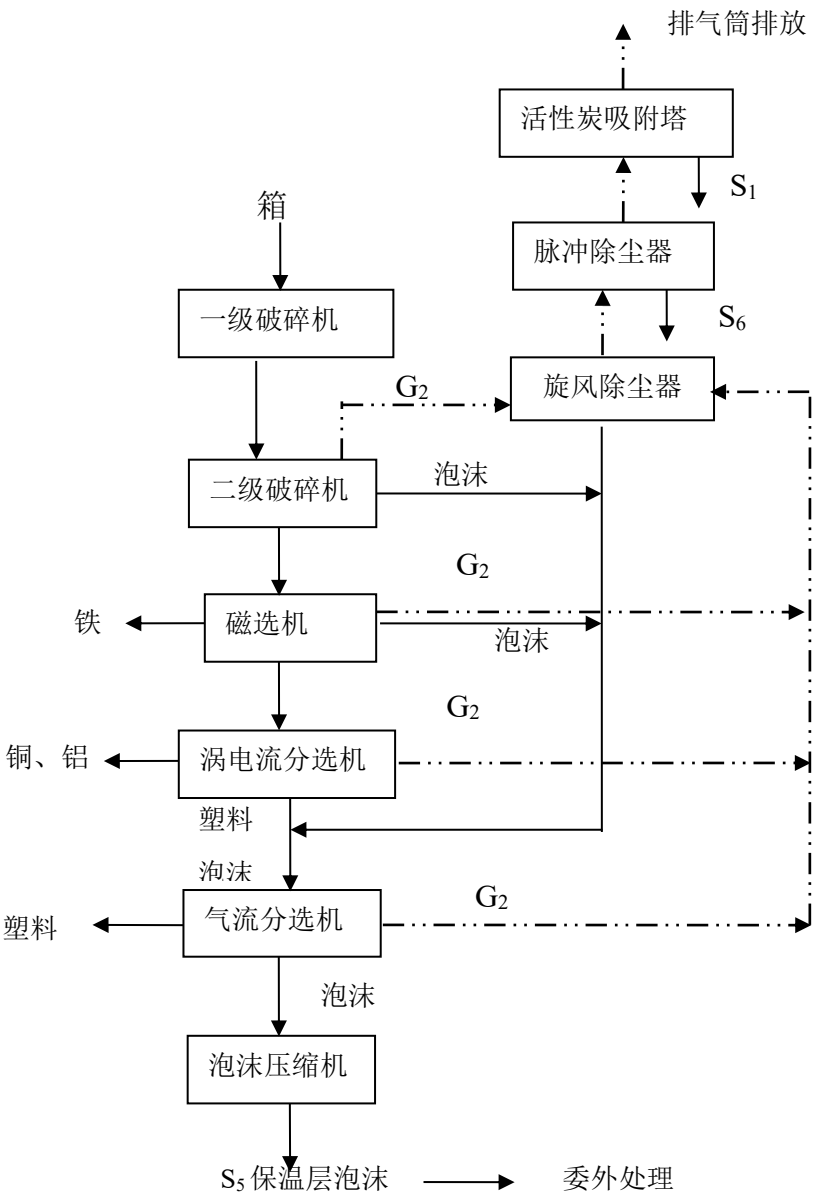 排气筒排放
活性炭吸附塔
S₁
箱
脉冲除尘器
一级破碎机
S₆
G₂
旋风除尘器
泡沫
二级破碎机
G₂
铁
磁选机
泡沫
G₂
铜、铝
涡电流分选机
塑料
泡沫
G₂
塑料
气流分选机
泡沫
泡沫压缩机
S₅保温层泡沫
委外处理